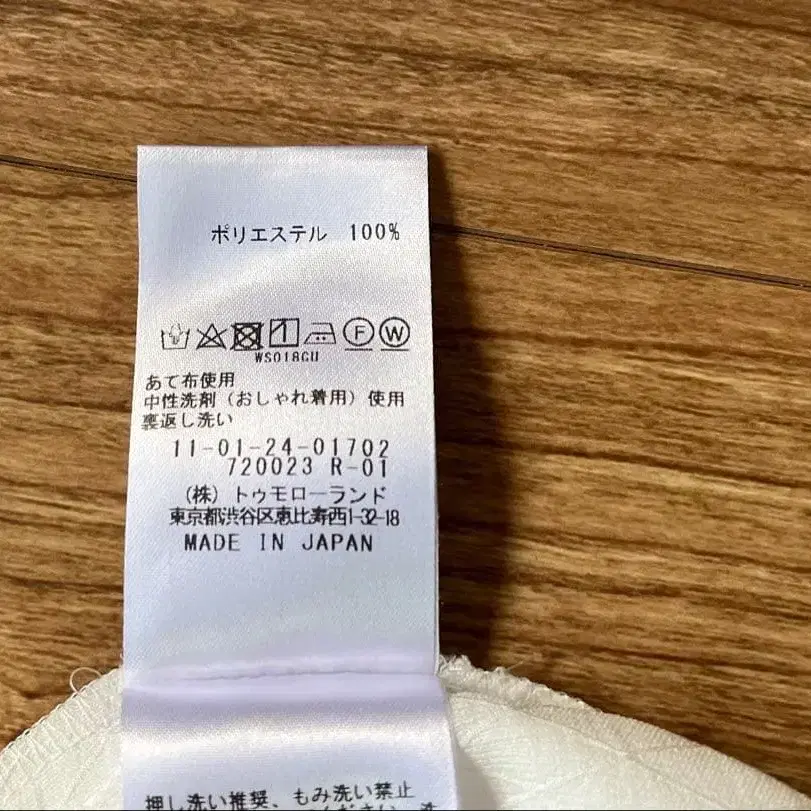 ポリエステル 100%
F W
WS018GU
あて布使用
中性洗剤（おしゃれ着用）使用
裏返し洗い
11-01-24-01702
720023 R-01
（株）トゥモローランド
東京都渋谷区恵比寿西1-32-18
MADE IN JAPAN
押し洗い推奨、もみ洗い禁止